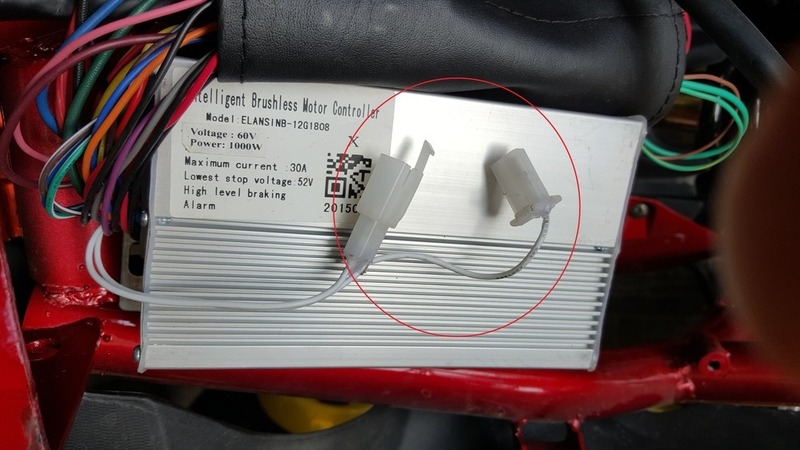 Intelligent Brushless Motor Controller
Model:ELANSINB-12G1808
X
Voltage : 60V
Power: 1000W
Maximum current :30A
Lowest stop voltage:52V
High level braking
Alarm